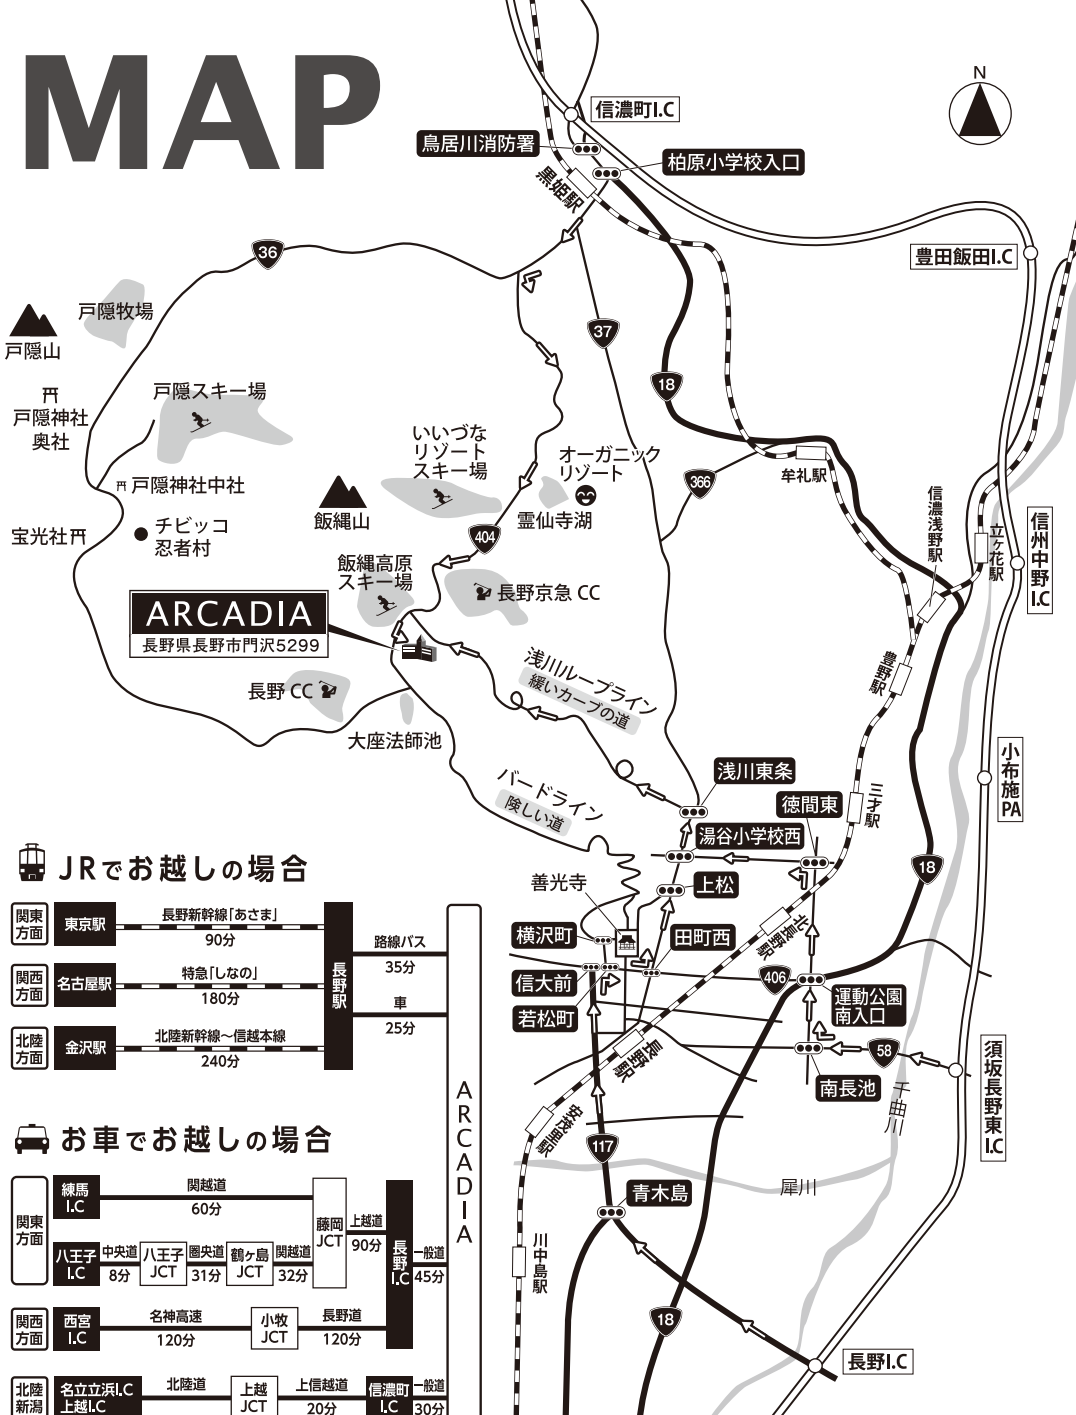 MAP
N
信濃町I.C
鳥居川消防署
柏原小学校入口
黒姫駅
36
豊田飯田I.C
戸隠牧場
戸隠山
37
18
戸隠スキー場
戸隠神社
奥社
いいづな
リゾート
スキー場
オーガニック
リゾート
366
牟礼駅
戸隠神社中社
飯縄山
霊仙寺湖
信濃浅野駅
立ヶ花駅
信州中野I.C
宝光社
チビッコ
忍者村
404
飯縄高原
スキー場
長野京急 CC
ARCADIA
長野県長野市門沢5299
浅川ループライン
緩いカーブの道
豊野駅
長野 CC
大座法師池
小布施PA
浅川東条
バードライン
険しい道
徳間東
三才駅
湯谷小学校西
18
善光寺
上松
横沢町
田町西
北長野駅
信大前
406
運動公園
南入口
若松町
長野駅
58
須坂長野東I.C
南長池
千曲川
安茂里駅
117
青木島
犀川
川中島駅
18
長野I.C
JRでお越しの場合
関東
方面
東京駅
長野新幹線「あさま」
90分
関西
方面
名古屋駅
特急「しなの」
180分
北陸
方面
金沢駅
北陸新幹線～信越本線
240分
長野駅
路線バス
35分
車
25分
ARCADIA
お車でお越しの場合
関東
方面
練馬
I.C
関越道
60分
八王子
I.C
中央道
8分
八王子
JCT
圏央道
31分
鶴ヶ島
JCT
関越道
32分
藤岡
JCT
上越道
90分
長野I.C
一般道
45分
関西
方面
西宮
I.C
名神高速
120分
小牧
JCT
長野道
120分
北陸
新潟
名立立浜I.C
上越I.C
北陸道
上越
JCT
上信越道
20分
信濃町
I.C
一般道
30分